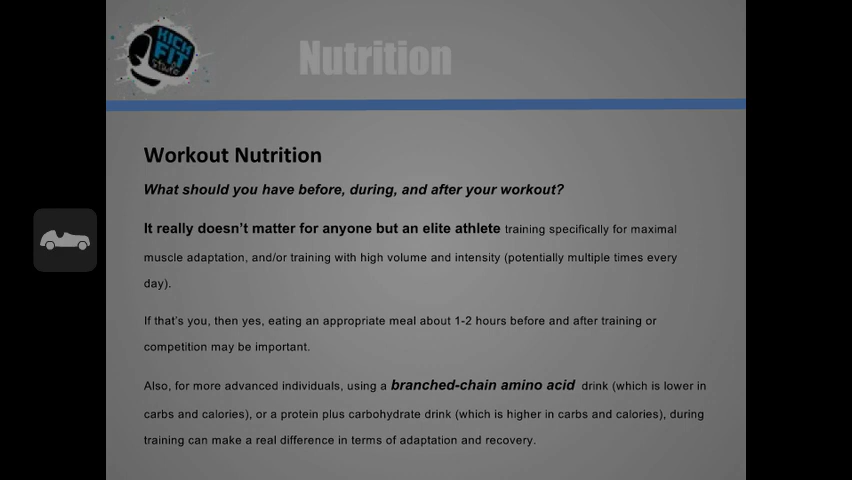 KICK
FIT
studio
Nutrition
Workout Nutrition
What should you have before, during, and after your workout?
It really doesn’t matter for anyone but an elite athlete training specifically for maximal
muscle adaptation, and/or training with high volume and intensity (potentially multiple times every
day).
If that’s you, then yes, eating an appropriate meal about 1-2 hours before and after training or
competition may be important.
Also, for more advanced individuals, using a branched-chain amino acid drink (which is lower in
carbs and calories), or a protein plus carbohydrate drink (which is higher in carbs and calories), during
training can make a real difference in terms of adaptation and recovery.